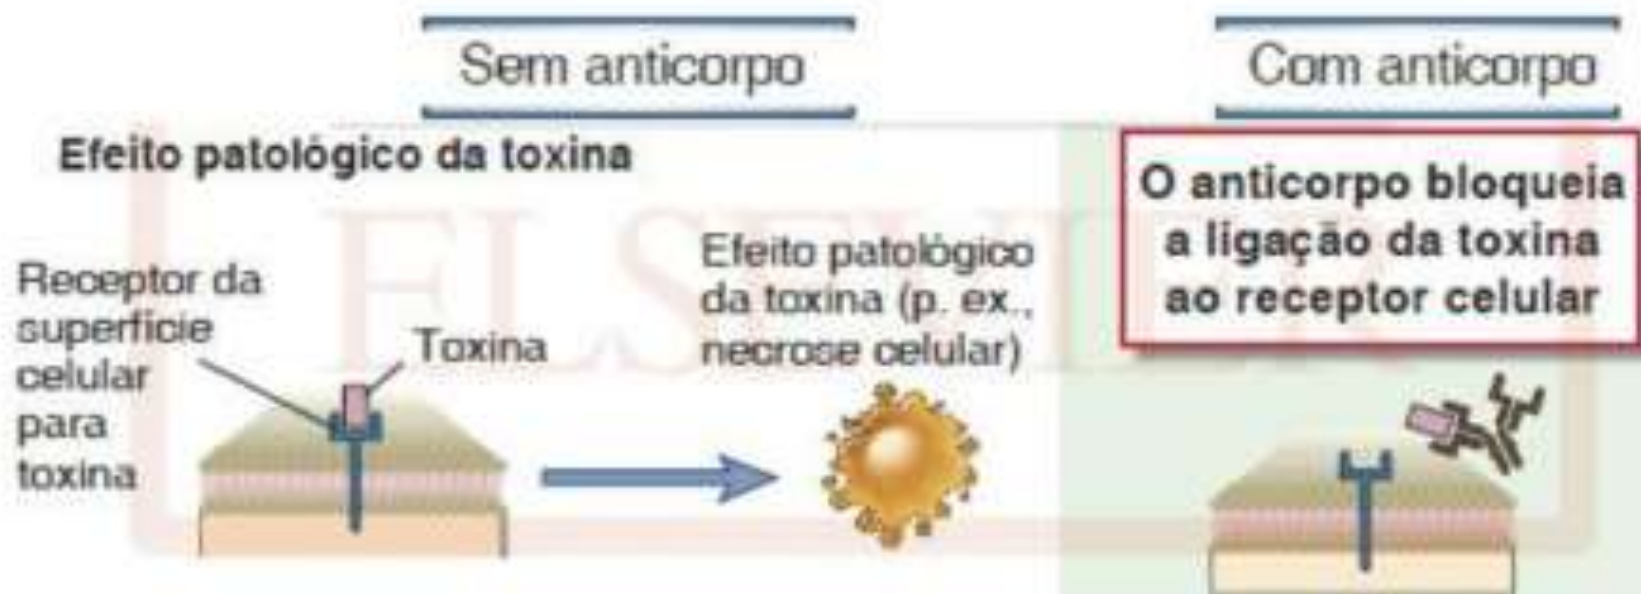 Sem anticorpo
Com anticorpo
Efeito patológico da toxina
Receptor da
superfície
celular
para
toxina
Toxina
Efeito patológico
da toxina (p. ex.,
necrose celular)
O anticorpo bloqueia
a ligação da toxina
ao receptor celular
ELSEVIER